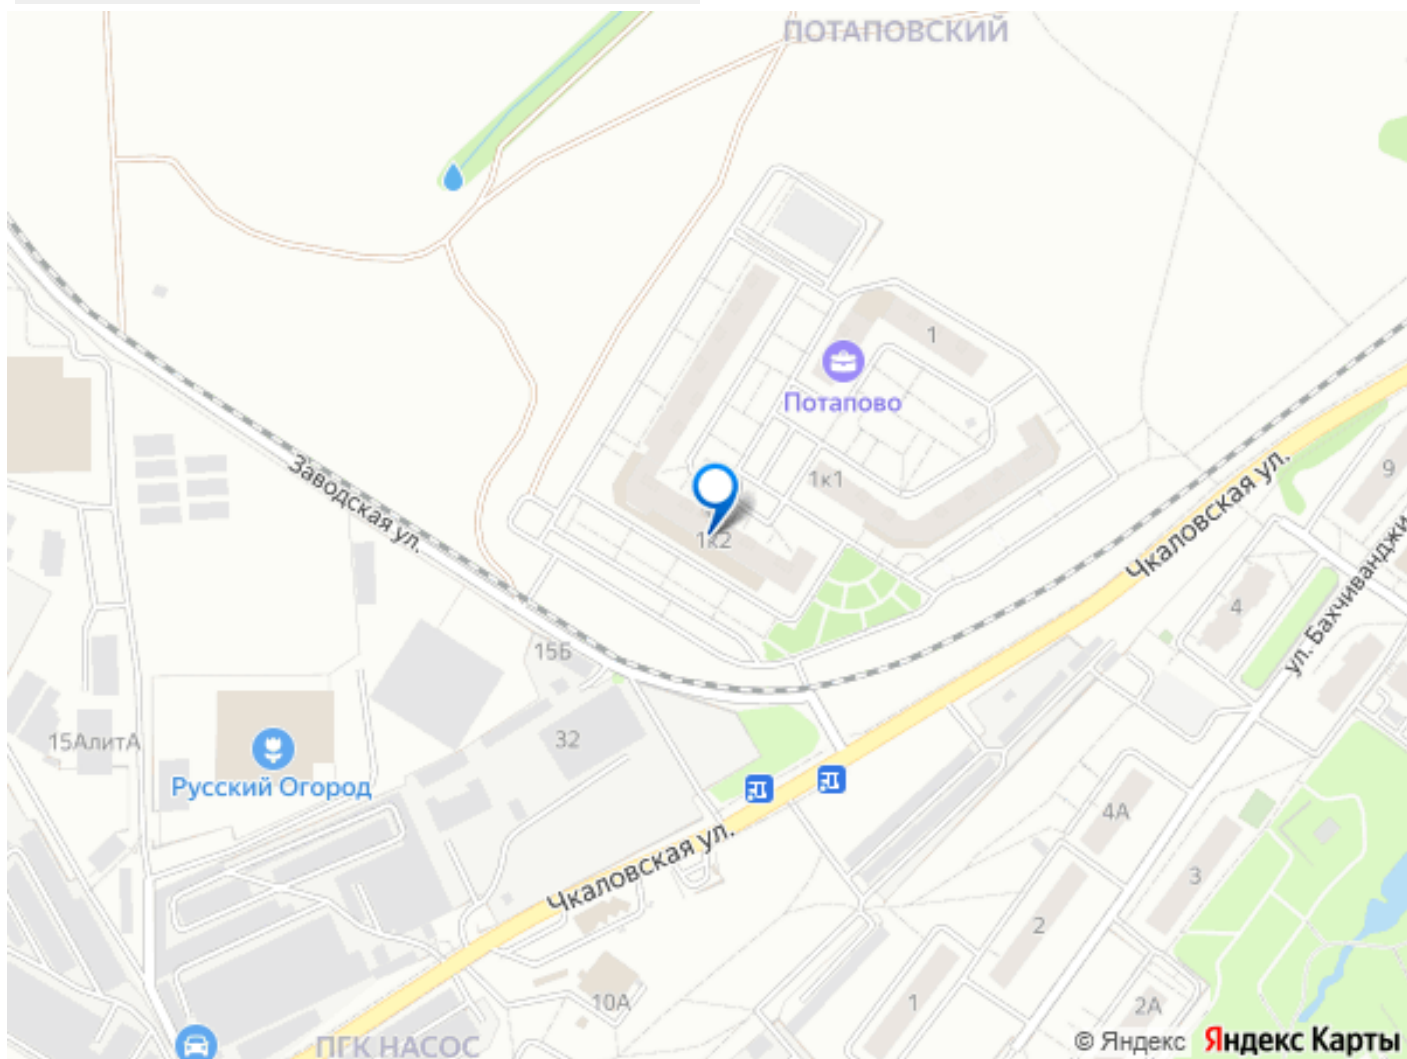 ПОТАПОВСКИЙ
1
Потапово
Заводская ул.
1к1
1к2
Чкаловская ул.
9
ул. Бахчиванджи
4
15Б
32
15АлитА
Русский Огород
4А
3
Чкаловская ул.
2
10А
1
2А
ПГК НАСОС
© Яндекс Яндекс Карты